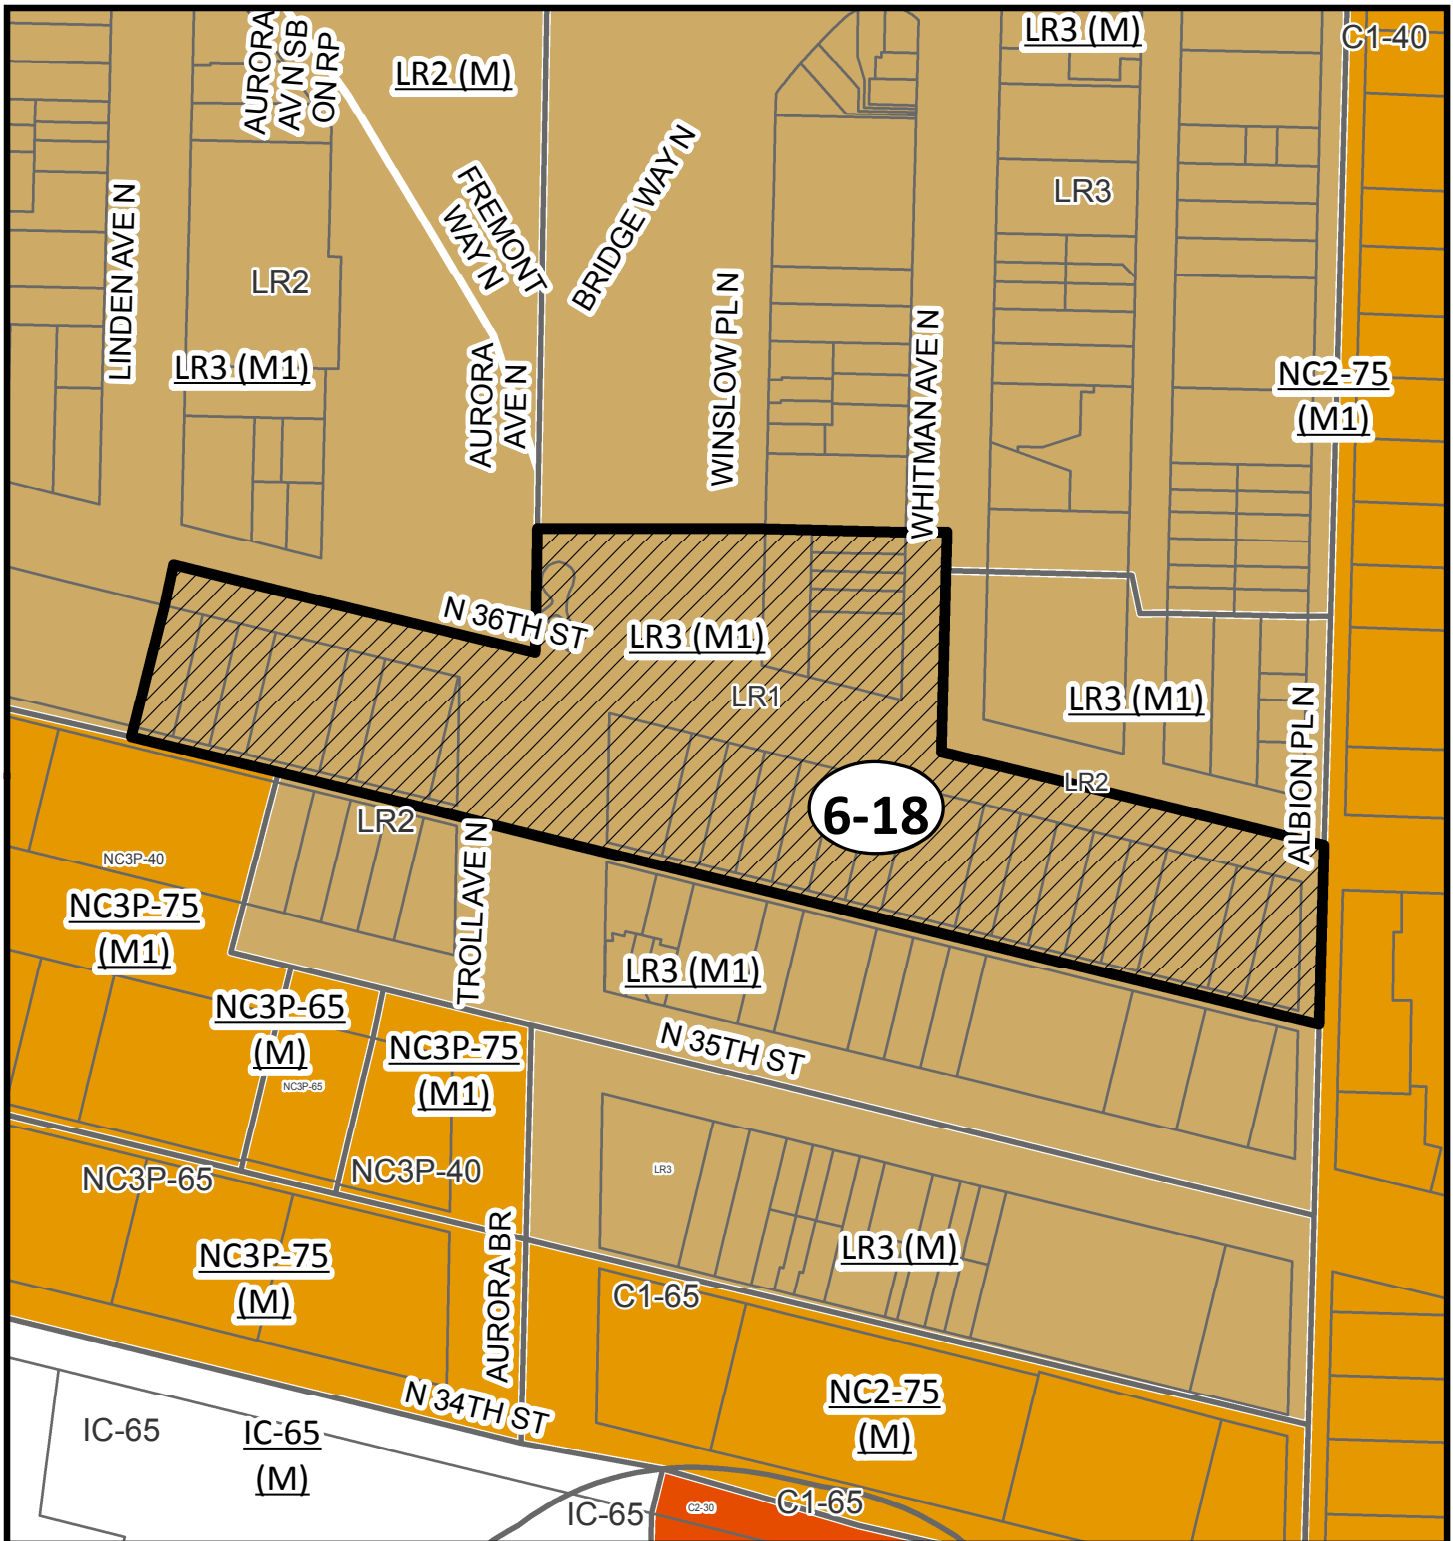 AURORA
AV N SB
ON RP
LR2 (M)
LR3 (M)
C1-40
FREMONT
WAY N
BRIDGE WAY N
LR3
LINDEN AVE N
LR2
WINSLOW PL N
WHITMAN AVE N
LR3 (M1)
AURORA
AVE N
NC2-75
(M1)
N 36TH ST
LR3 (M1)
LR1
LR3 (M1)
ALBION PL N
LR2
6-18
LR2
TROLL AVE N
NC3P-40
NC3P-75
(M1)
LR3 (M1)
NC3P-65
(M)
NC3P-65
NC3P-75
(M1)
N 35TH ST
NC3P-65
NC3P-40
LR3
NC3P-75
(M)
AURORA BR
LR3 (M)
C1-65
N 34TH ST
NC2-75
(M)
IC-65
IC-65
(M)
IC-65
C2-30
C1-65